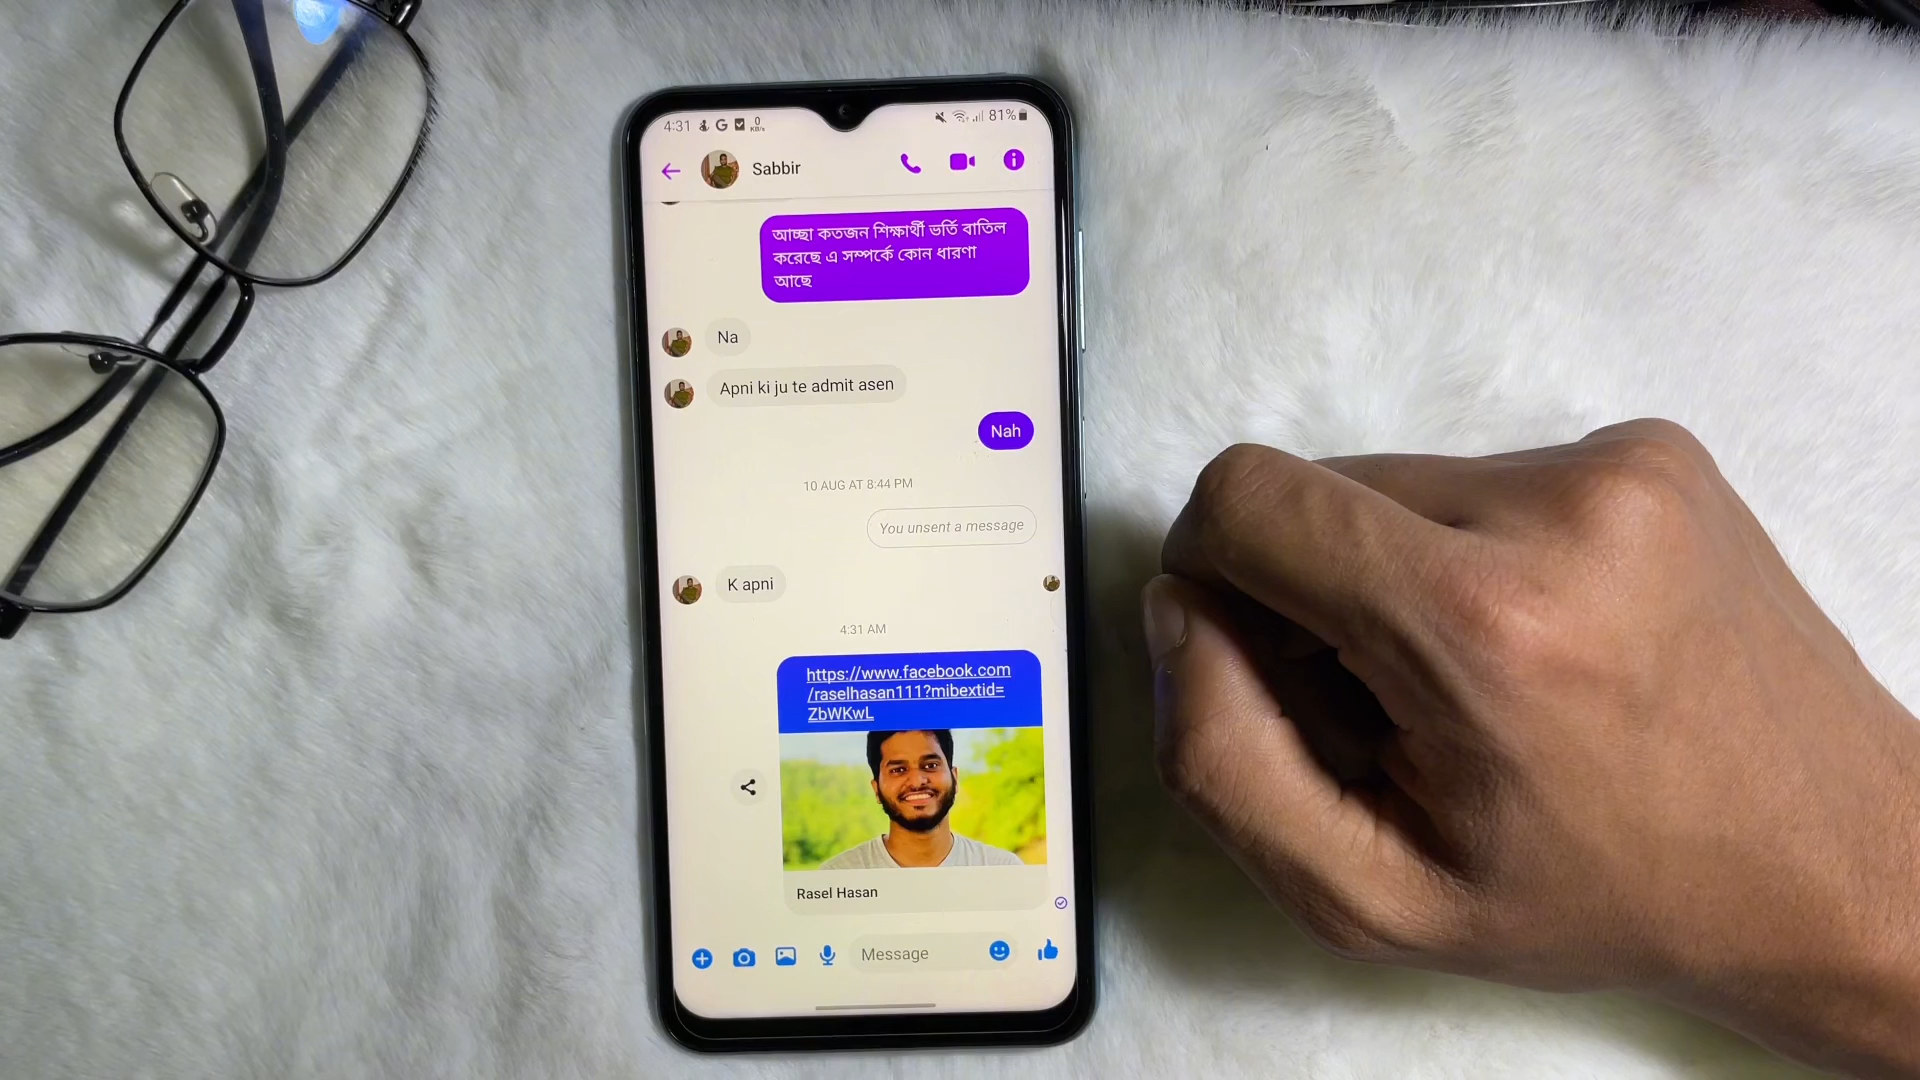 4:31 G 0 KB/s 81%
Sabbir
আচ্ছা কতজন শিক্ষার্থী ভর্তি বাতিল
করেছে এ সম্পর্কে কোন ধারণা
আছে
Na
Apni ki ju te admit asen
Nah
10 AUG AT 8:44 PM
You unsent a message
K apni
4:31 AM
https://www.facebook.com
/raselhasan111?mibextid=
ZbWKwL
Rasel Hasan
Message